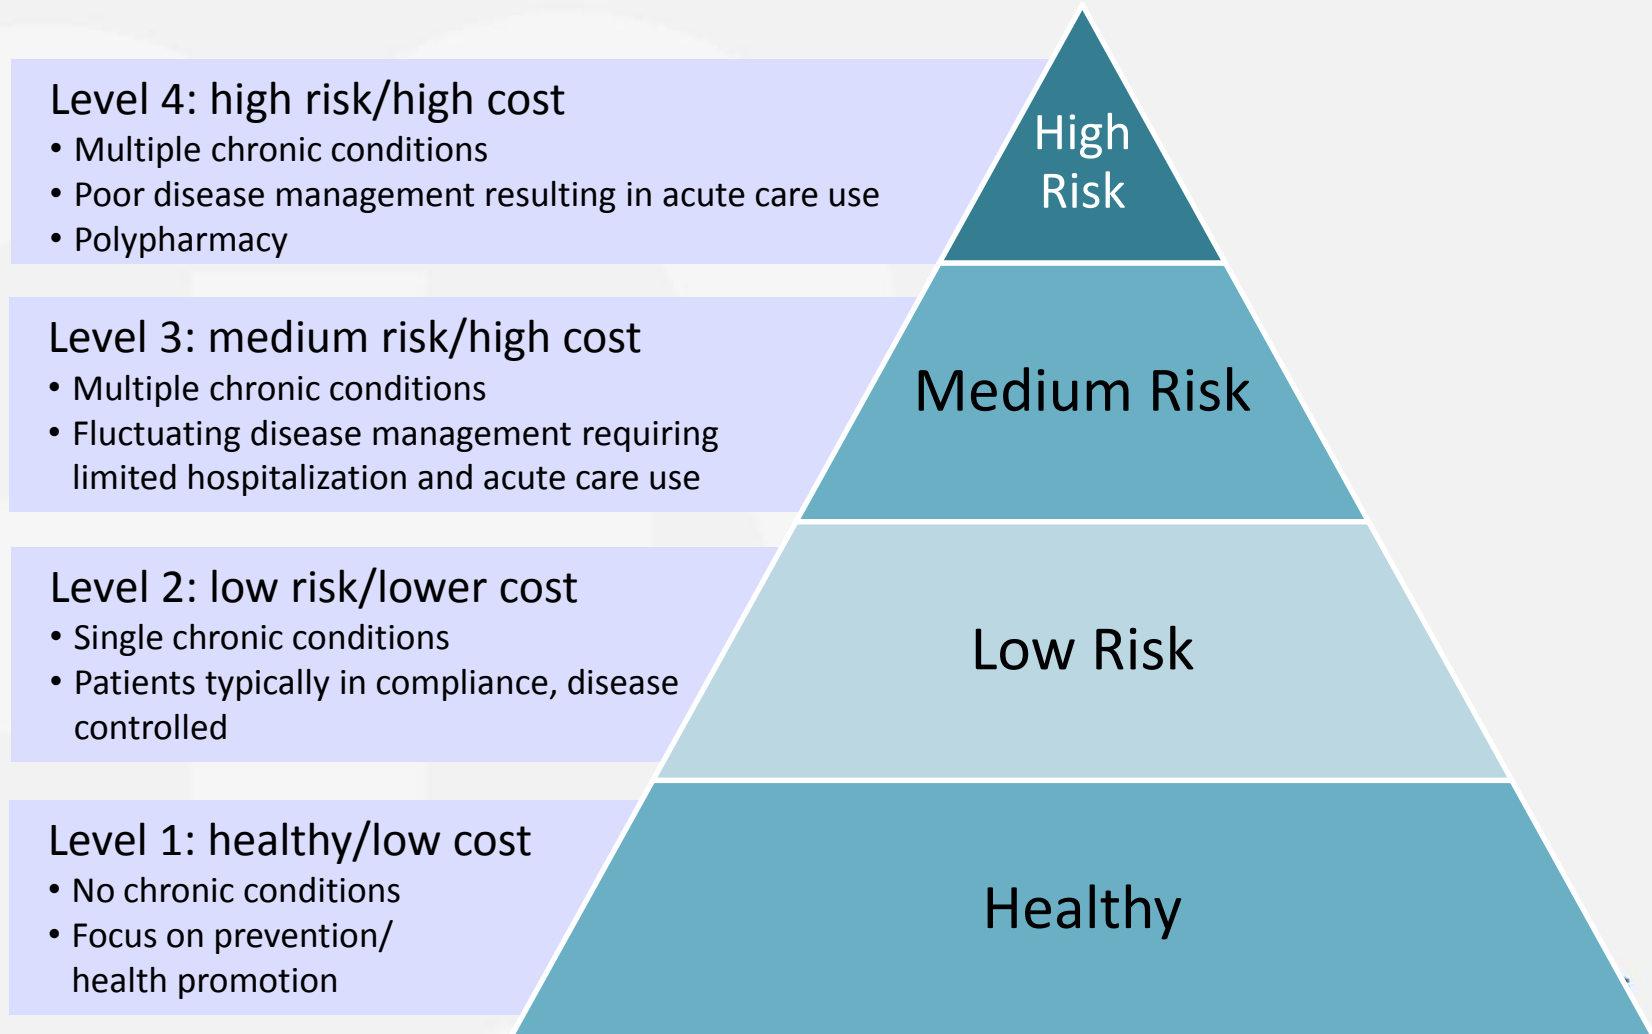 Level 4: high risk/high cost
• Multiple chronic conditions
• Poor disease management resulting in acute care use
• Polypharmacy
High
Risk
Level 3: medium risk/high cost
• Multiple chronic conditions
• Fluctuating disease management requiring
limited hospitalization and acute care use
Medium Risk
Level 2: low risk/lower cost
• Single chronic conditions
• Patients typically in compliance, disease
controlled
Low Risk
Level 1: healthy/low cost
• No chronic conditions
• Focus on prevention/
health promotion
Healthy